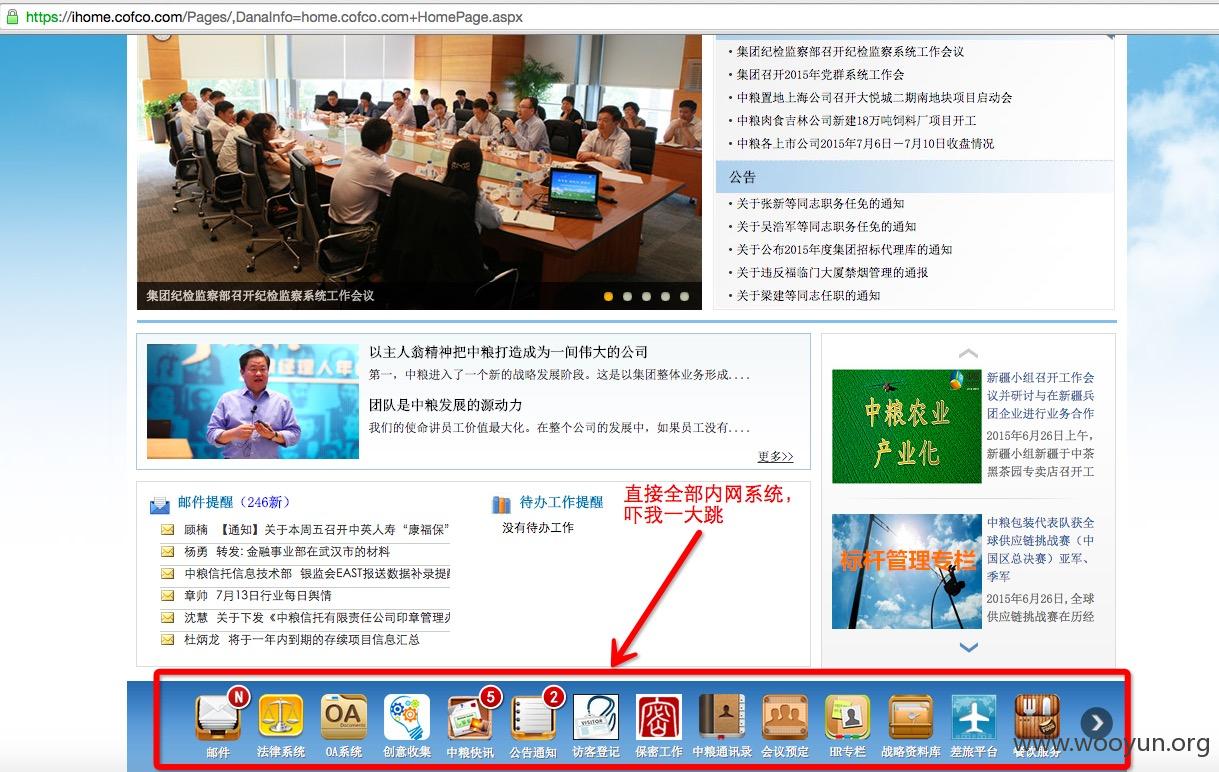 https://ihome.cofco.com/Pages/,DanaInfo=home.cofco.com+HomePage.aspx
集团纪检监察部召开纪检监察系统工作会议
· 集团纪检监察部召开纪检监察系统工作会议
· 集团召开2015年党群系统工作会
· 中粮置地上海公司召开大悦城二期南地块项目启动会
· 中粮肉食吉林公司新建18万吨饲料厂项目开工
· 中粮各上市公司2015年7月6日－7月10日收盘情况
公告
· 关于张新等同志职务任免的通知
· 关于吴浩军等同志职务任免的通知
· 关于公布2015年度集团招标代理库的通知
· 关于违反福临门大厦禁烟管理的通报
· 关于梁建等同志任职的通知
以主人翁精神把中粮打造成为一间伟大的公司
第一，中粮进入了一个新的战略发展阶段。这是以集团整体业务形成....
团队是中粮发展的源动力
我们的使命讲员工价值最大化。在整个公司的发展中，如果员工没有....
更多>>
中粮农业
产业化
新疆小组召开工作会
议并研讨与在新疆兵
团企业进行业务合作
2015年6月26日上午，
新疆小组新疆于中茶
黑茶园专卖店召开工
标杆管理专栏
中粮包装代表队获全
球供应链挑战赛（中
国区总决赛）亚军、
季军
2015年6月26日,全球
供应链挑战赛在历经
邮件提醒（246新）
顾楠 【通知】关于本周五召开中英人寿“康福保”
杨勇 转发: 金融事业部在武汉市的材料
中粮信托信息技术部 银监会EAST报送数据补录提醒
章帅 7月13日行业每日舆情
沈慧 关于下发《中粮信托有限责任公司印章管理办
杜炳龙 将于一年内到期的存续项目信息汇总
待办工作提醒
没有待办工作
直接全部内网系统，
吓我一大跳
N
5
2
OA
Documents
VISITOR
密
邮件
法律系统
OA系统
创意收集
中粮快讯
公告通知
访客登记
保密工作
中粮通讯录
会议预定
HR专栏
战略资料库
差旅平台
餐饮服务
www.wooyun.org